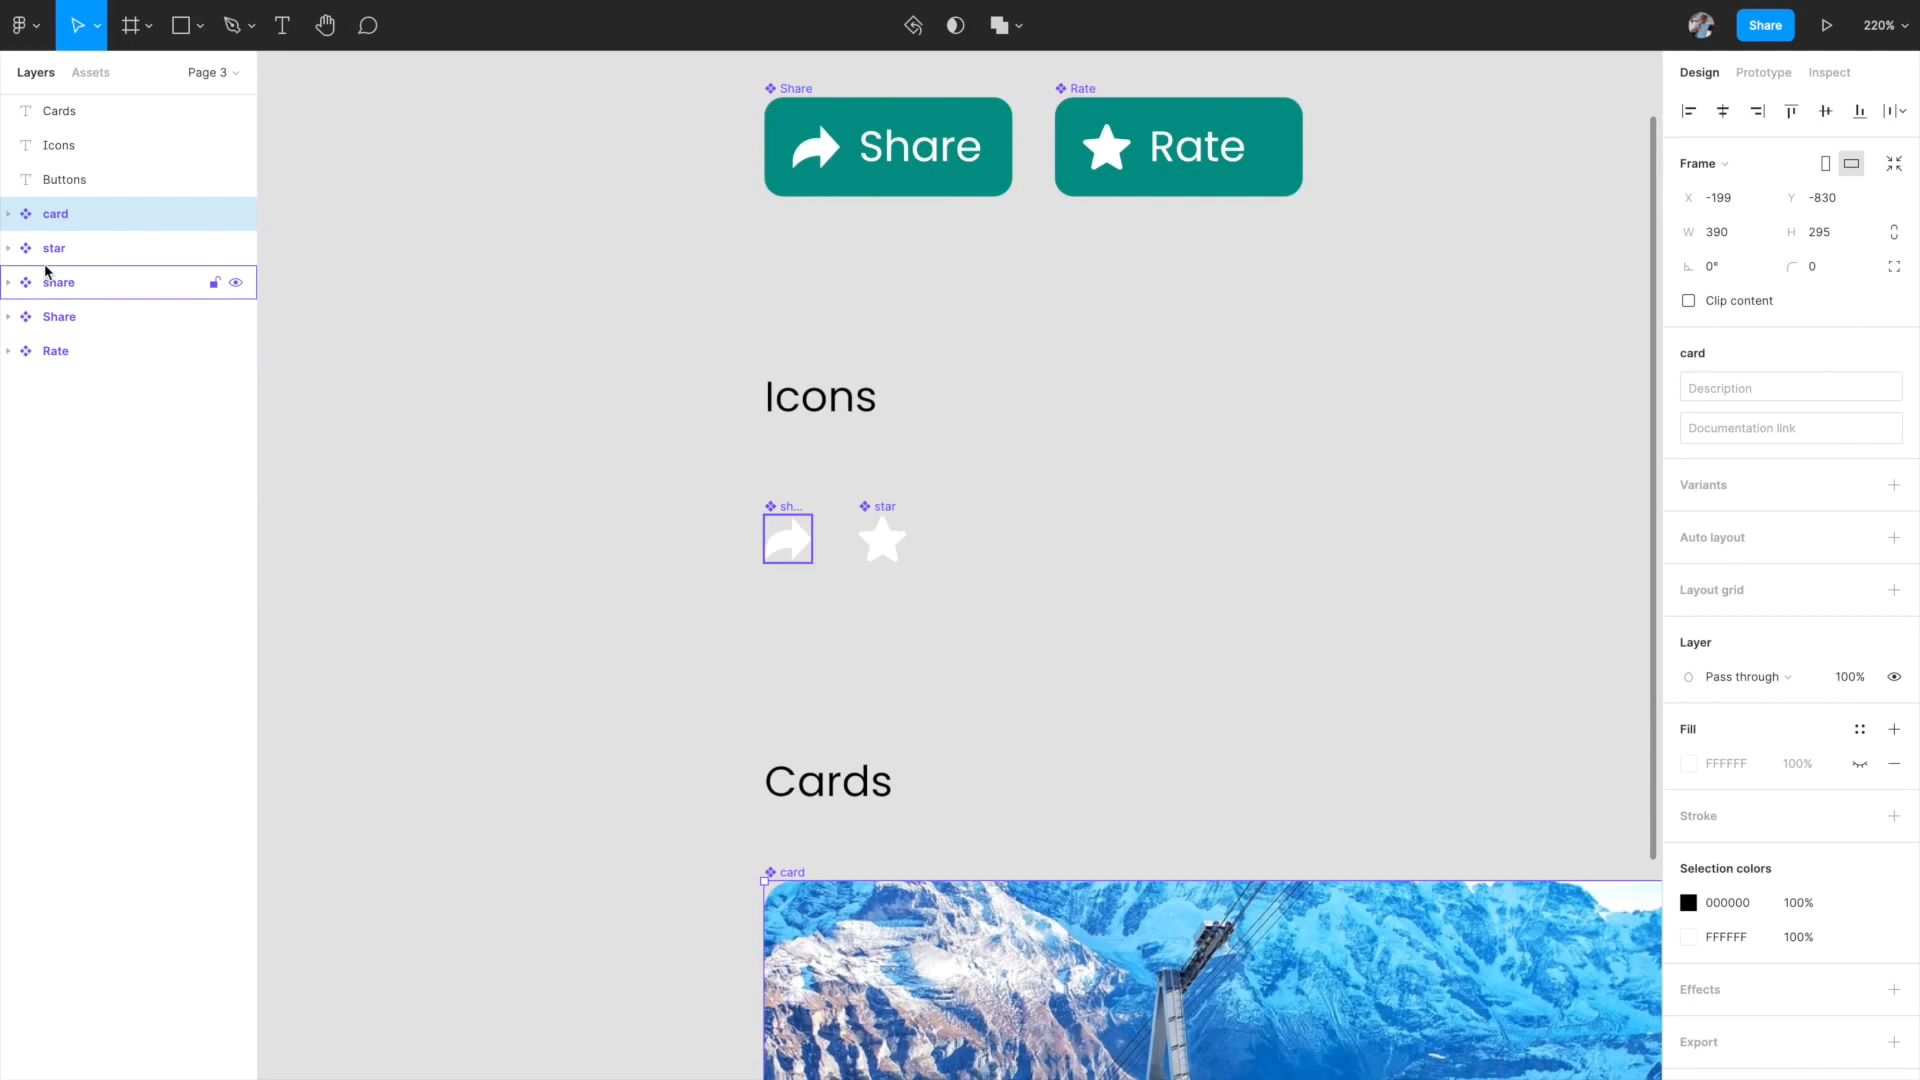 Share
220%
Layers
Assets
Page 3
Cards
Icons
Buttons
card
star
share
Share
Rate
Share
Rate
Share
Rate
Icons
sh...
star
Cards
card
Design
Prototype
Inspect
Frame
X -199
Y -830
W 390
H 295
0°
0
Clip content
card
Description
Documentation link
Variants
Auto layout
Layout grid
Layer
Pass through
100%
Fill
FFFFFF
100%
Stroke
Selection colors
000000
100%
FFFFFF
100%
Effects
Export